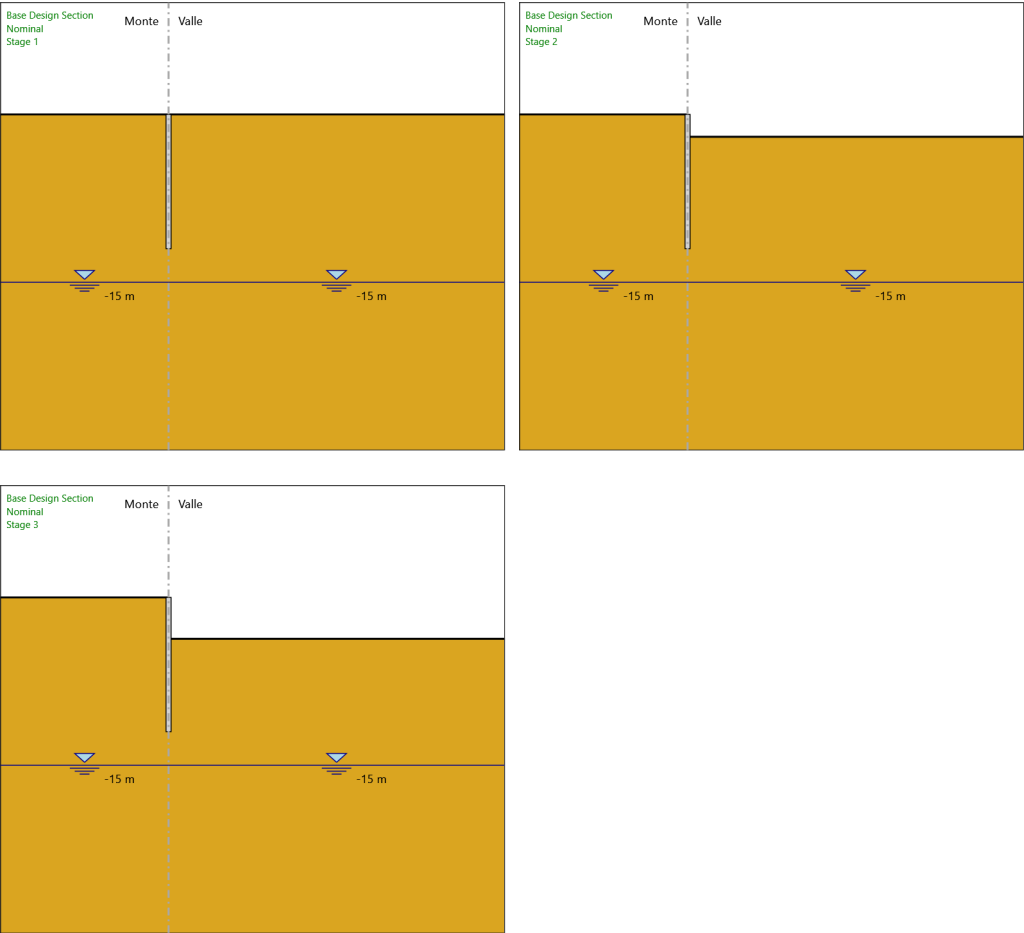 Base Design Section
Nominal
Stage 1
Monte
Valle
-15 m
-15 m
Base Design Section
Nominal
Stage 2
Monte
Valle
-15 m
-15 m
Base Design Section
Nominal
Stage 3
Monte
Valle
-15 m
-15 m